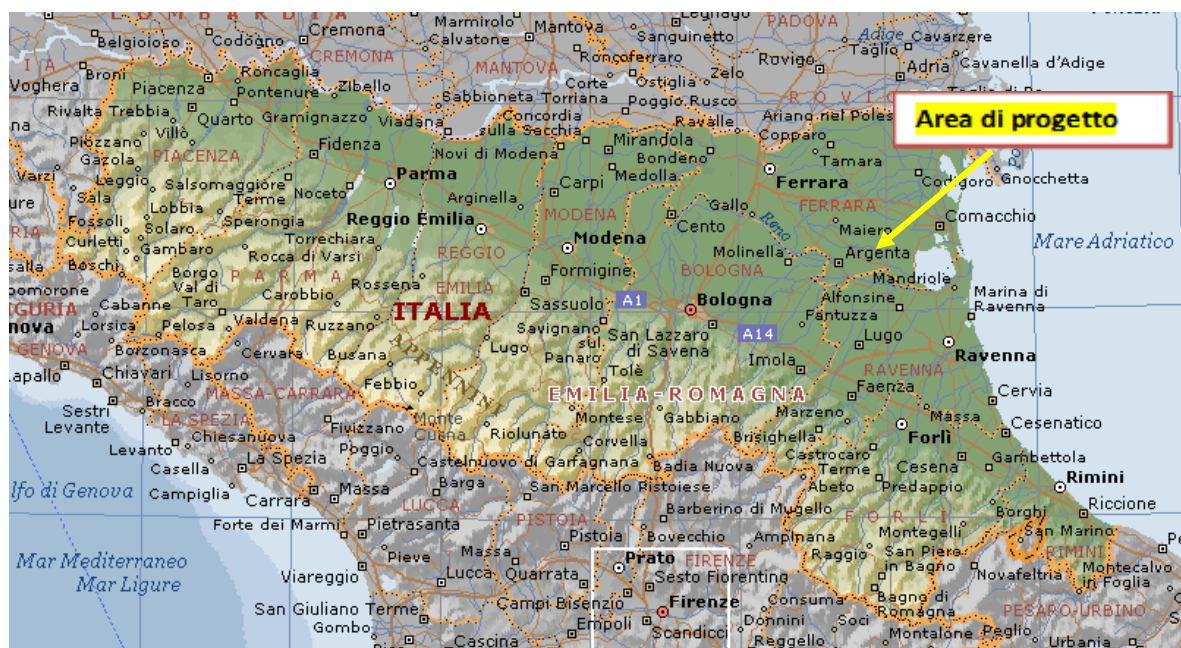 LOMBARDIA
Marmirolo
Legnago
PADOVA
Belgioioso
Codogno
Cremona
Calvatone
Mantova
Sanguinetto
Adige
Cavarzere
Taglio
CREMONA
Roncoferraro
Rovigo
Adria
Cavanella d'Adige
Voghera
Broni
Piacenza
Roncaglia
Pontenure
Zibello
MANTOVA
Corte
Ostiglia
Zelo
Sabbioneta
Torriana
Poggio Rusco
Rivalta Trebbia
Quarto
Gramignazzo
Viadana
Concordia
sulla Secchia
Ravalle
Ariano nel Polesine
Copparo
Area di progetto
Villò
Piozzano
PIACENZA
Fidenza
Novi di Modena
Mirandola
Bondeno
Tamara
Gazola
Varzi
Leggio
Sala
Salsomaggiore
Terme
Noceto
Parma
Carpi
Medolla
Ferrara
Codigoro
Gnocchetta
Lobbia
Sperongia
Arginella
Gallo
FERRARA
Fossoli
Solaro
Reggio Emilia
MODENA
Cento
Reno
Maiero
Comacchio
Curletti
Gambaro
Torrechiara
Modena
Molinella
Argenta
Mare Adriatico
Boschi
Rocca di Varsi
REGGIO
EMILIA
Formigine
BOLOGNA
Mandriole
Borgo
Val di
Taro
PARMA
Rossena
Carobbio
Sassuolo
A1
Bologna
Alfonsine
Marina di
Ravenna
Cabanne
ITALIA
Fantuzza
Lorsica
Pelosa
Valdena
Ruzzano
Savignano
sul
Panaro
San Lazzaro
di Savena
A14
Lugo
GENOVA
Borzonasca
Cervara
Busana
Lugo
Imola
Ravenna
Chiavari
Lisorno
APPENNINI
Tolè
RAVENNA
MASSA-CARRARA
Febbio
EMILIA-ROMAGNA
Faenza
Cervia
Sestri
Levante
Bracco
LA SPEZIA
Monte
Cusna
Montese
Gabbiano
Marzeno
Massa
Cesenatico
Chiesanuova
Fivizzano
Riolunato
Corvella
Brisighella
Forlì
Levanto
La Spezia
Poggio
Castelnuovo di Garfagnana
Badia Nuova
Castrocaro
Terme
Cesena
Gambettola
Casella
Golfo di Genova
Campiglia
Carrara
Massa
Barga
San Marcello Pistoiese
Abeto
Predappio
Rimini
Riccione
LUCCA
Barberino di Mugello
Borghi
Forte dei Marmi
Pietrasanta
PISTOIA
FORLÌ
Montegelli
San Marino
Pistoia
Bovecchio
Ampinana
Mar Mediterraneo
Mar Ligure
Pieve
Massa
Prato
FIRENZE
Raggio
San Piero
in Bagno
RIMINI
Novafeltria
Montecalvo
in Foglia
Viareggio
Lucca
Quarrata
Sesto Fiorentino
San Giuliano Terme
Campi Bisenzio
Firenze
Consuma
Bagno di
Romagna
PESARO-URBINO
Gombo
Empoli
Scandicci
Donnini
Soci
Cascina
Reggello
Montalone
Peglio
Urbania